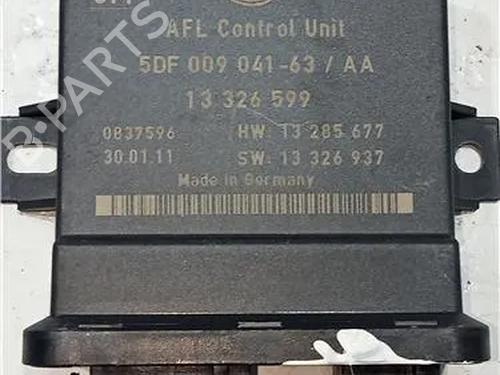 AFL Control Unit
5DF 009 041-63 / AA
13 326 599
0837596 HW: 13 285 677
30.01.11 SW: 13 326 937
Made in Germany
B-PARTS